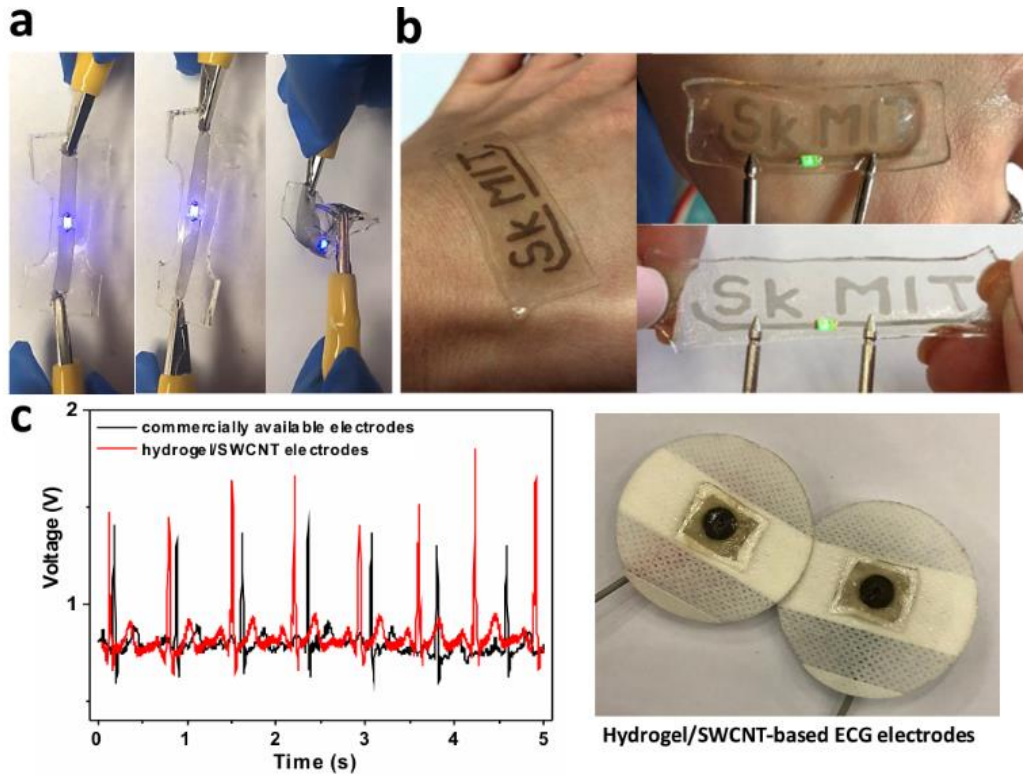 a
b
Sk MIT
Sk MIT
Sk MIT
c
2
1
Voltage (V)
commercially available electrodes
hydrogel/SWCNT electrodes
0
1
2
3
4
5
Time (s)
Hydrogel/SWCNT-based ECG electrodes